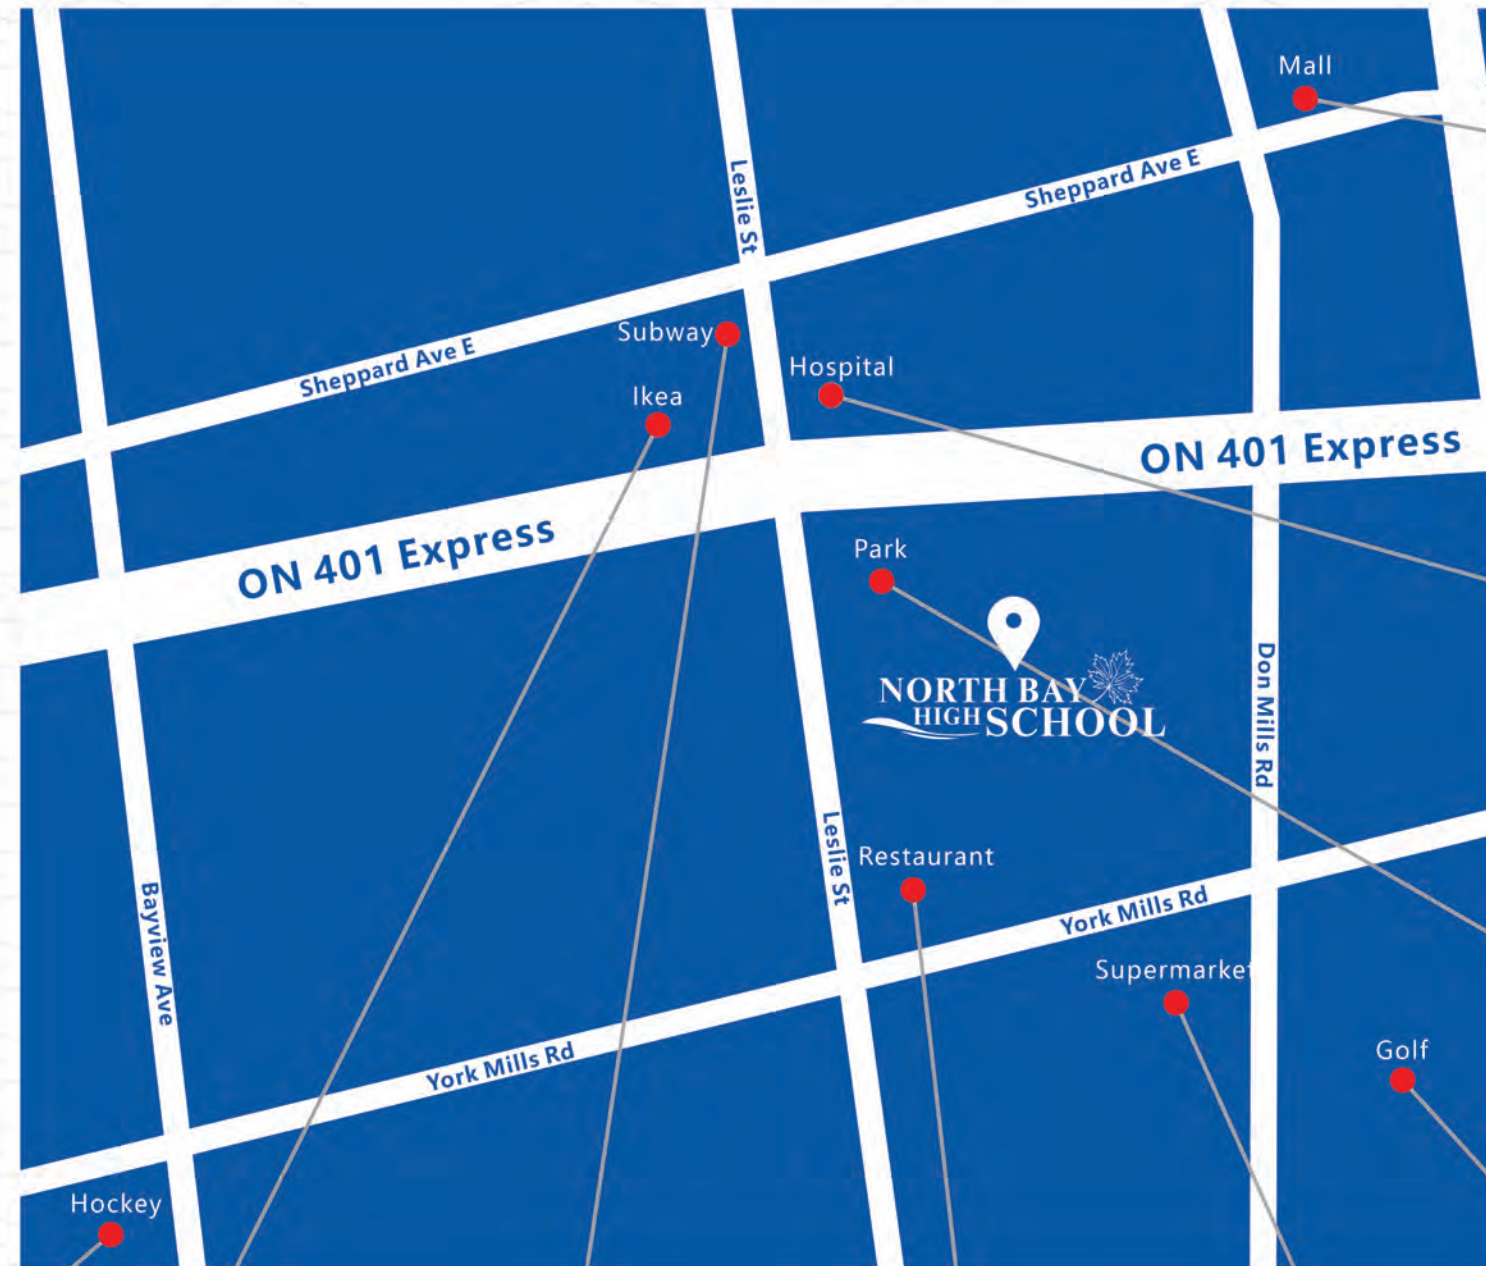 Mall
Leslie St
Sheppard Ave E
Subway
Sheppard Ave E
Hospital
Ikea
ON 401 Express
ON 401 Express
Park
NORTH BAY
HIGH SCHOOL
Don Mills Rd
Leslie St
Restaurant
York Mills Rd
Bayview Ave
Supermarket
Golf
York Mills Rd
Hockey